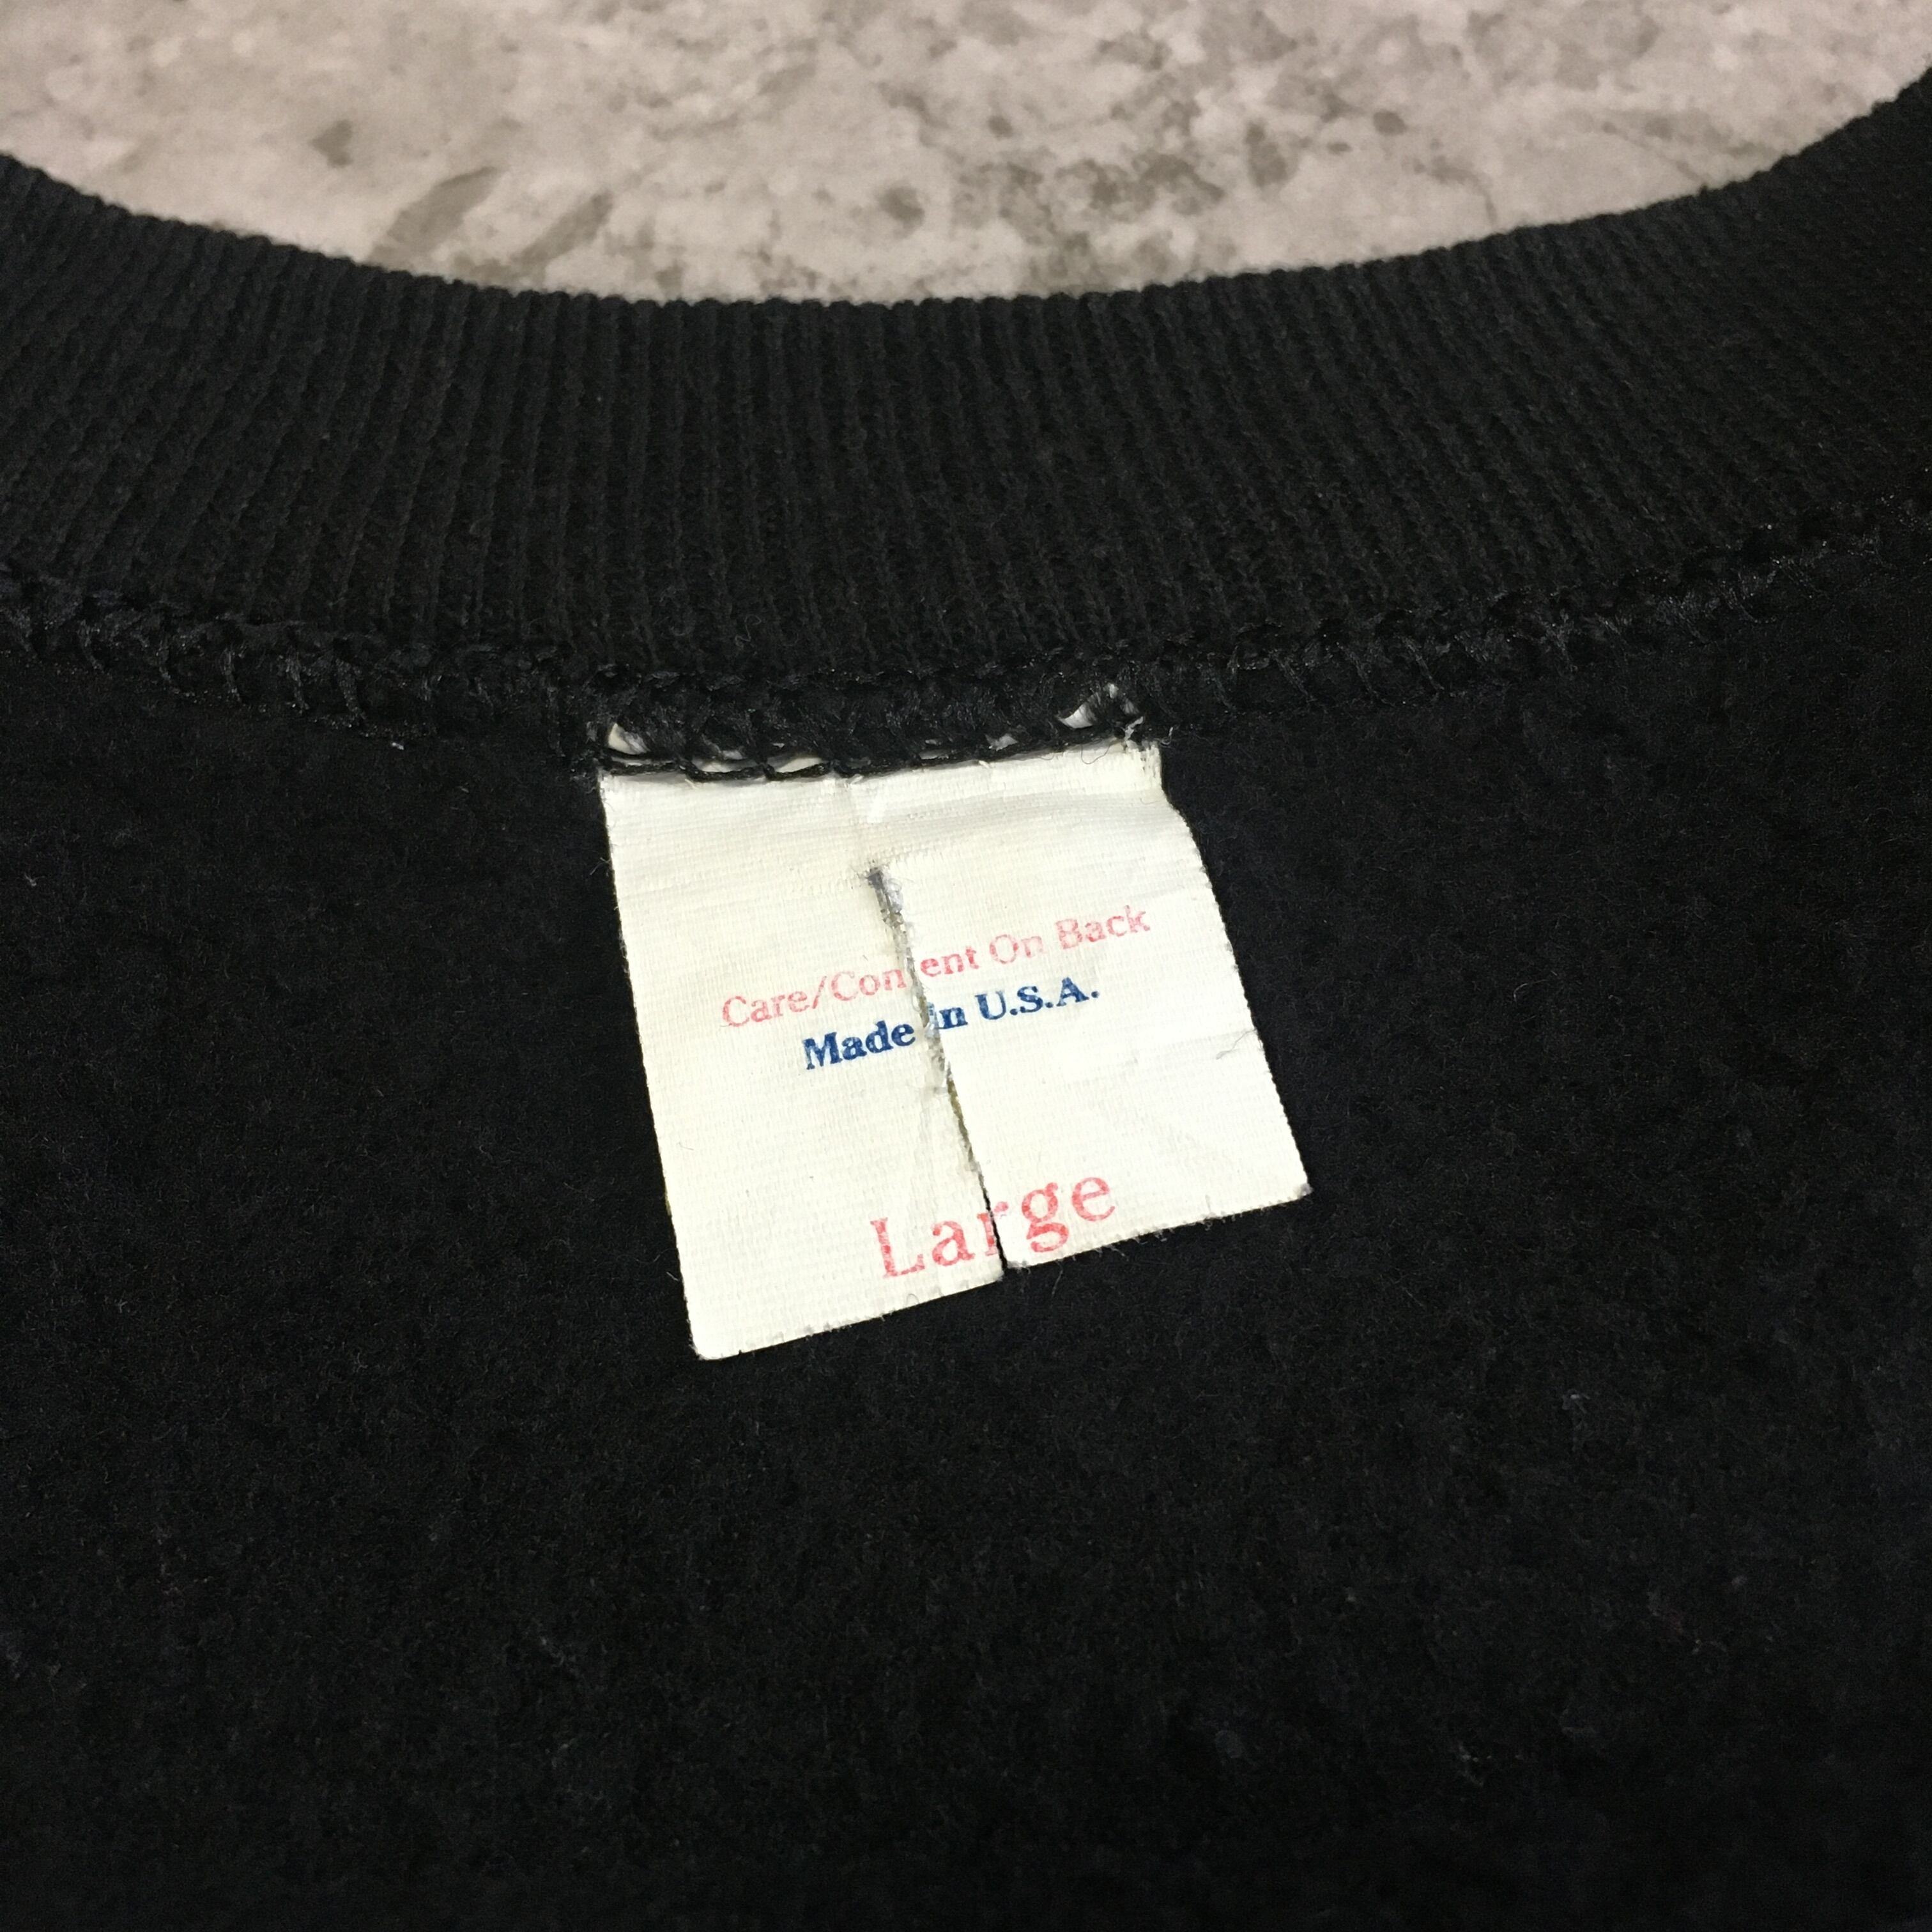 Care/Content On Back
Made in U.S.A.
Large